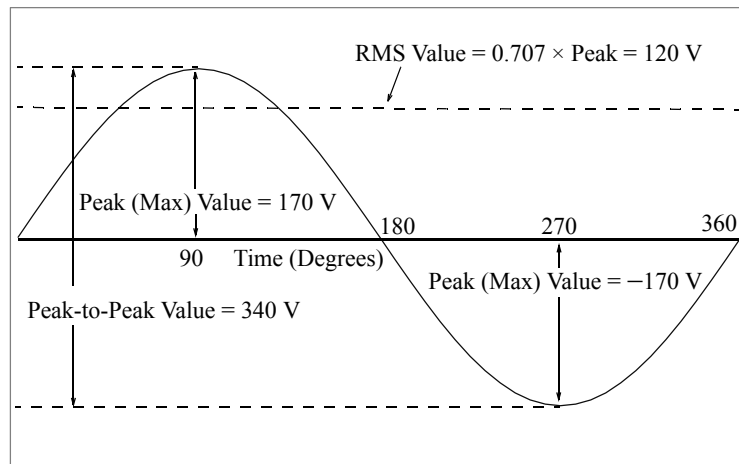 RMS Value = 0.707 × Peak = 120 V
Peak (Max) Value = 170 V
180
270
360
90
Time (Degrees)
Peak (Max) Value = −170 V
Peak-to-Peak Value = 340 V